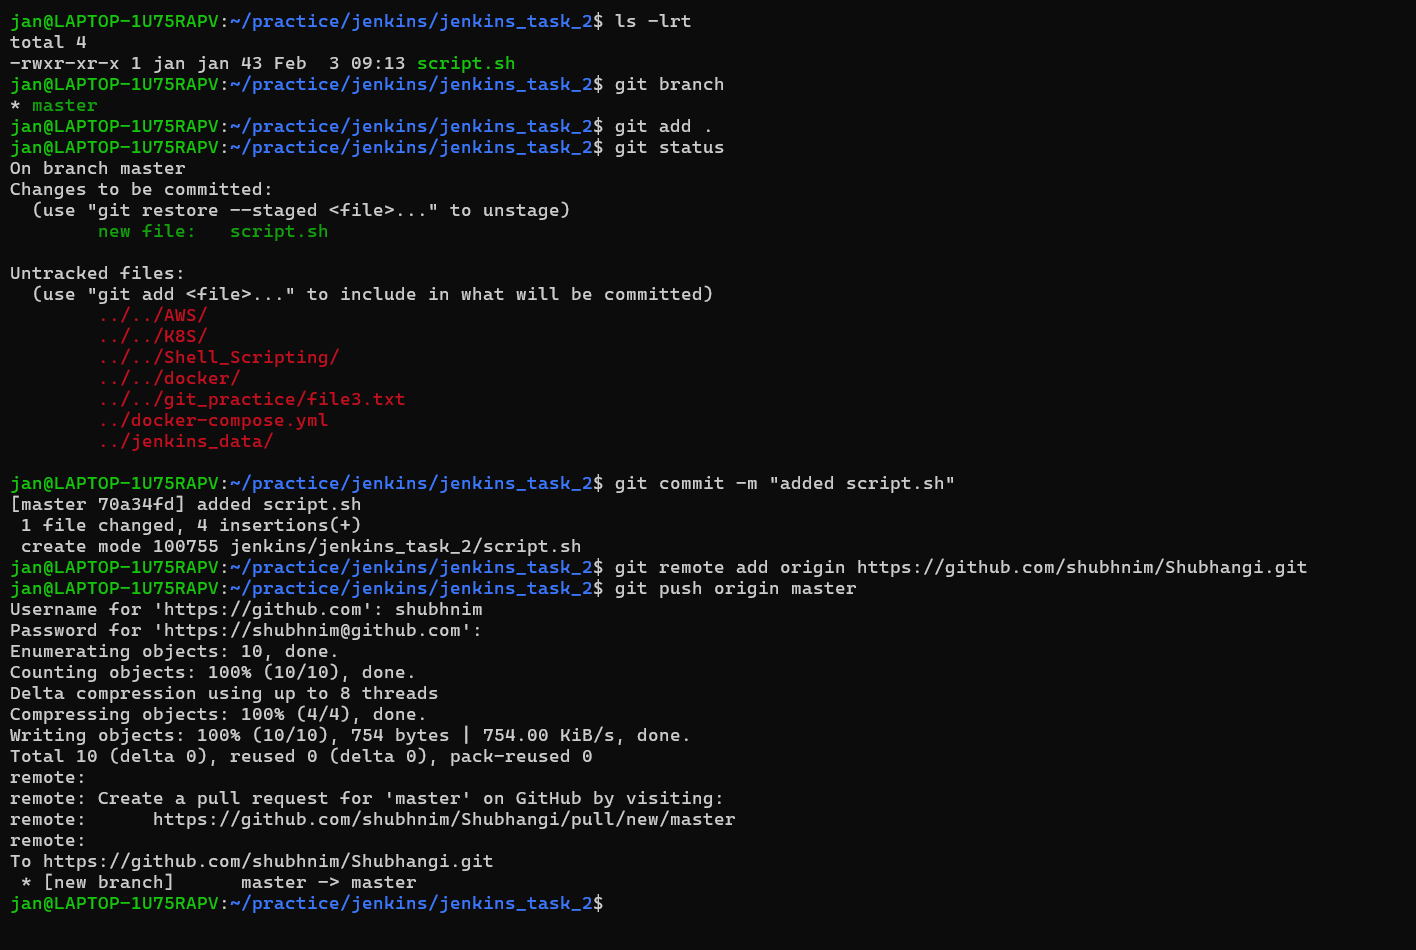 jan@LAPTOP-1U75RAPV:~/practice/jenkins/jenkins_task_2$ ls -lrt
total 4
-rwxr-xr-x 1 jan jan 43 Feb  3 09:13 script.sh
jan@LAPTOP-1U75RAPV:~/practice/jenkins/jenkins_task_2$ git branch
* master
jan@LAPTOP-1U75RAPV:~/practice/jenkins/jenkins_task_2$ git add .
jan@LAPTOP-1U75RAPV:~/practice/jenkins/jenkins_task_2$ git status
On branch master
Changes to be committed:
  (use "git restore --staged <file>..." to unstage)
        new file:   script.sh

Untracked files:
  (use "git add <file>..." to include in what will be committed)
        ../../AWS/
        ../../K8S/
        ../../Shell_Scripting/
        ../../docker/
        ../../git_practice/file3.txt
        ../docker-compose.yml
        ../jenkins_data/

jan@LAPTOP-1U75RAPV:~/practice/jenkins/jenkins_task_2$ git commit -m "added script.sh"
[master 70a34fd] added script.sh
 1 file changed, 4 insertions(+)
 create mode 100755 jenkins/jenkins_task_2/script.sh
jan@LAPTOP-1U75RAPV:~/practice/jenkins/jenkins_task_2$ git remote add origin https://github.com/shubhnim/Shubhangi.git
jan@LAPTOP-1U75RAPV:~/practice/jenkins/jenkins_task_2$ git push origin master
Username for 'https://github.com': shubhnim
Password for 'https://shubhnim@github.com':
Enumerating objects: 10, done.
Counting objects: 100% (10/10), done.
Delta compression using up to 8 threads
Compressing objects: 100% (4/4), done.
Writing objects: 100% (10/10), 754 bytes | 754.00 KiB/s, done.
Total 10 (delta 0), reused 0 (delta 0), pack-reused 0
remote:
remote: Create a pull request for 'master' on GitHub by visiting:
remote:      https://github.com/shubhnim/Shubhangi/pull/new/master
remote:
To https://github.com/shubhnim/Shubhangi.git
 * [new branch]      master -> master
jan@LAPTOP-1U75RAPV:~/practice/jenkins/jenkins_task_2$